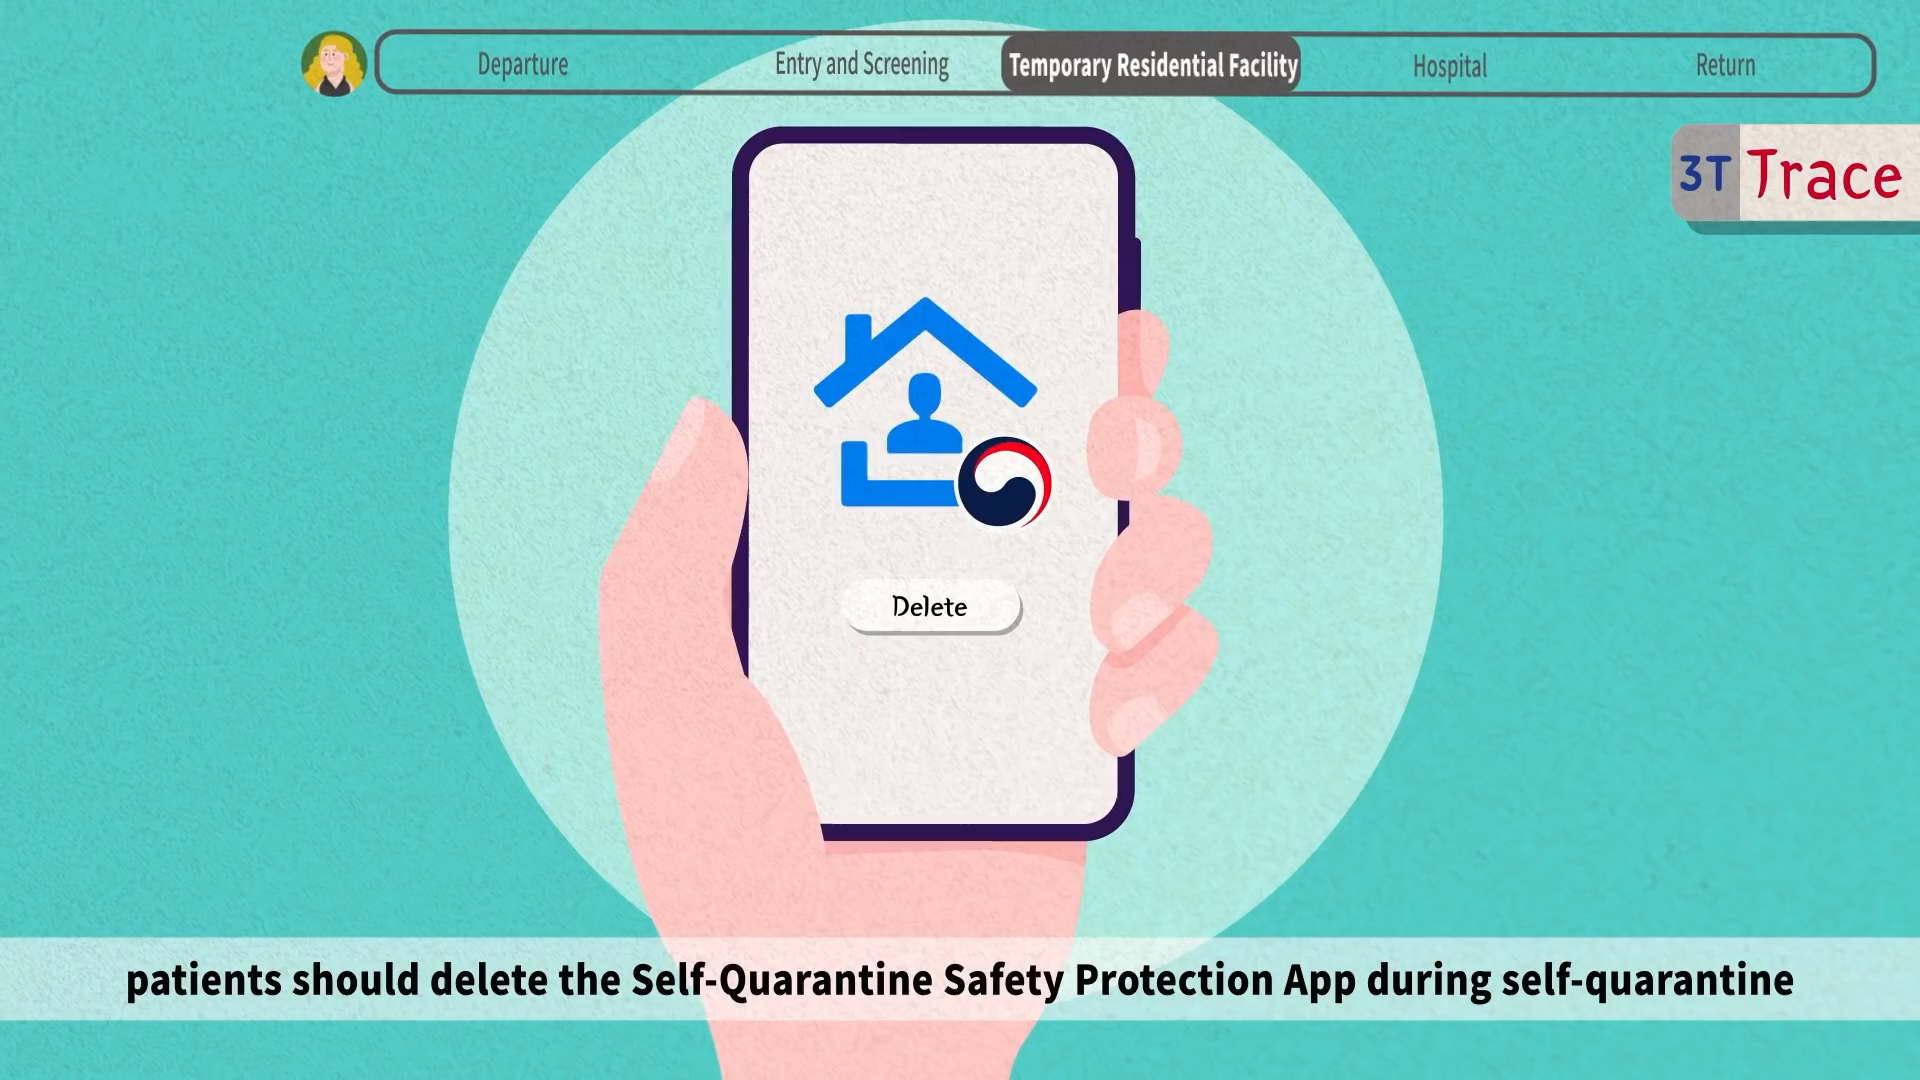 Departure
Entry and Screening
Temporary Residential Facility
Hospital
Return
3T Trace
Delete
patients should delete the Self-Quarantine Safety Protection App during self-quarantine